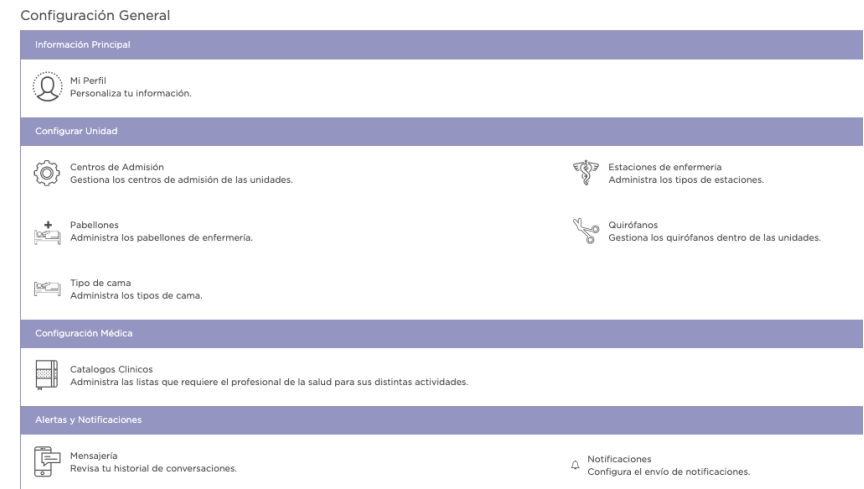 Configuración General
Información Principal
Mi Perfil
Personaliza tu información.
Configurar Unidad
Centros de Admisión
Gestiona los centros de admisión de las unidades.
Estaciones de enfermeria
Administra los tipos de estaciones.
Pabellones
Administra los pabellones de enfermería.
Quirófanos
Gestiona los quirófanos dentro de las unidades.
Tipo de cama
Administra los tipos de cama.
Configuración Médica
Catalogos Clinicos
Administra las listas que requiere el profesional de la salud para sus distintas actividades.
Alertas y Notificaciones
Mensajería
Revisa tu historial de conversaciones.
Notificaciones
Configura el envío de notificaciones.